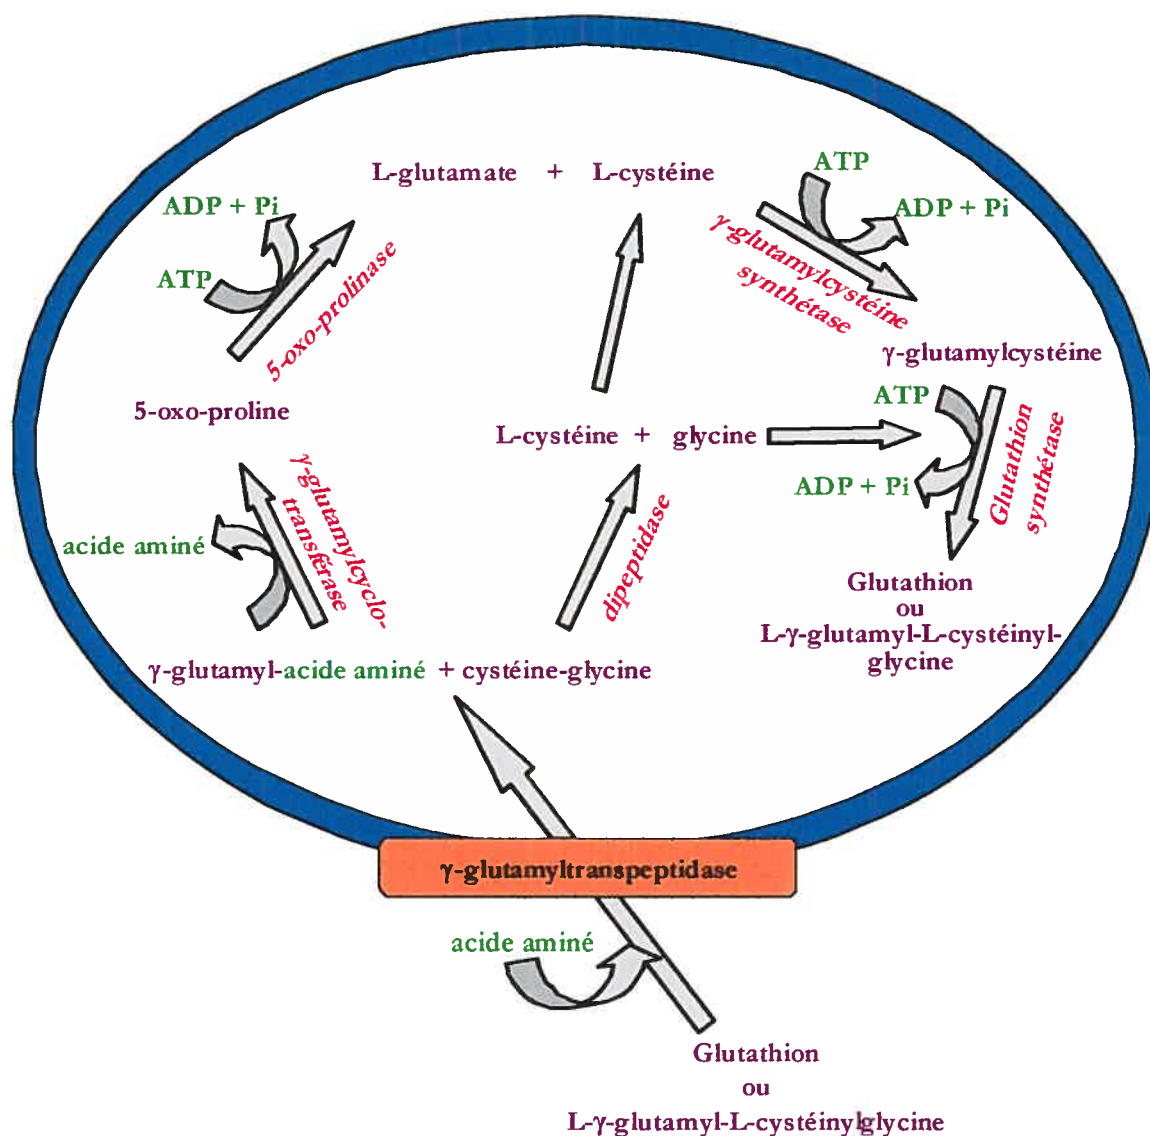 L-glutamate + L-cystéine
ATP
ADP + Pi
ADP + Pi
ATP
5-oxo-prolinase
γ-glutamylcystéine
synthétase
γ-glutamylcystéine
5-oxo-proline
ATP
L-cystéine + glycine
ADP + Pi
Glutathion
synthétase
acide aminé
γ-glutamylcyclo-
transférase
dipeptidase
Glutathion
ou
L-γ-glutamyl-L-cystéinyl-
glycine
γ-glutamyl-acide aminé + cystéine-glycine
γ-glutamyltranspeptidase
acide aminé
Glutathion
ou
L-γ-glutamyl-L-cystéinylglycine